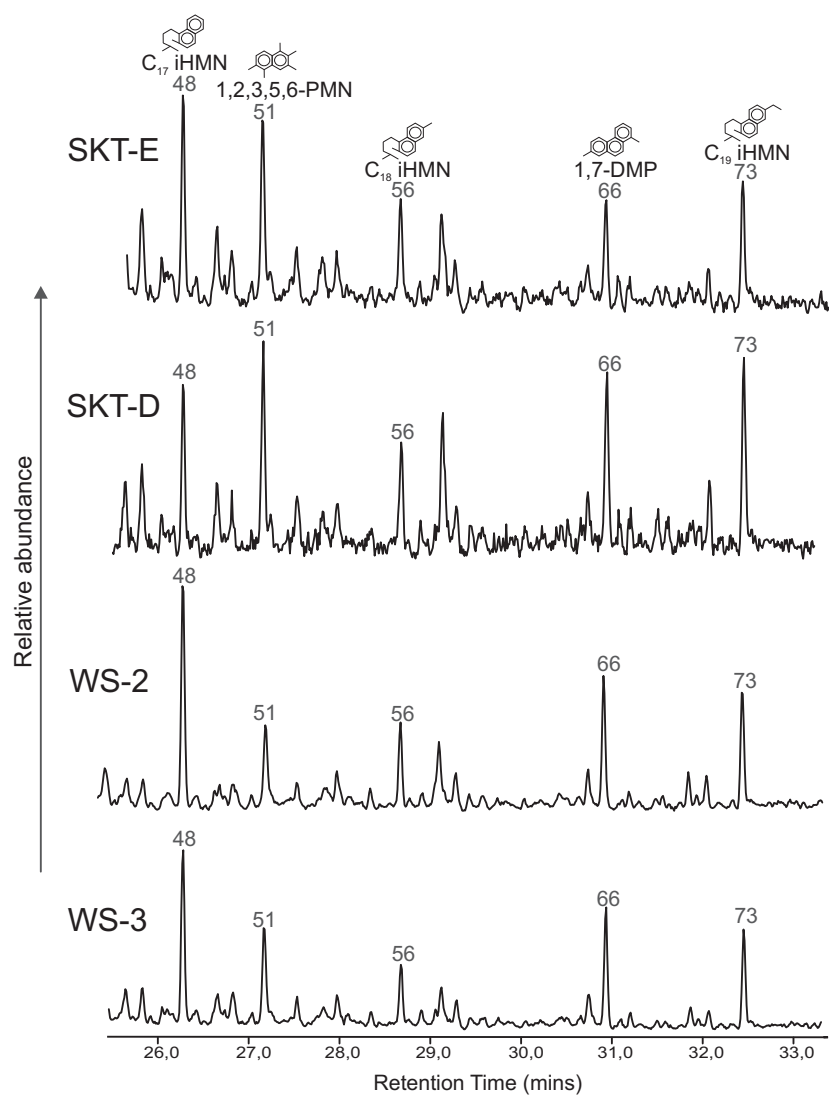 C17 iHMN
48
1,2,3,5,6-PMN
51
SKT-E
C18 iHMN
56
1,7-DMP
66
C19 iHMN
73
SKT-D
48
51
56
66
73
Relative abundance
WS-2
48
51
56
66
73
WS-3
48
51
56
66
73
26,0 27,0 28,0 29,0 30,0 31,0 32,0 33,0
Retention Time (mins)